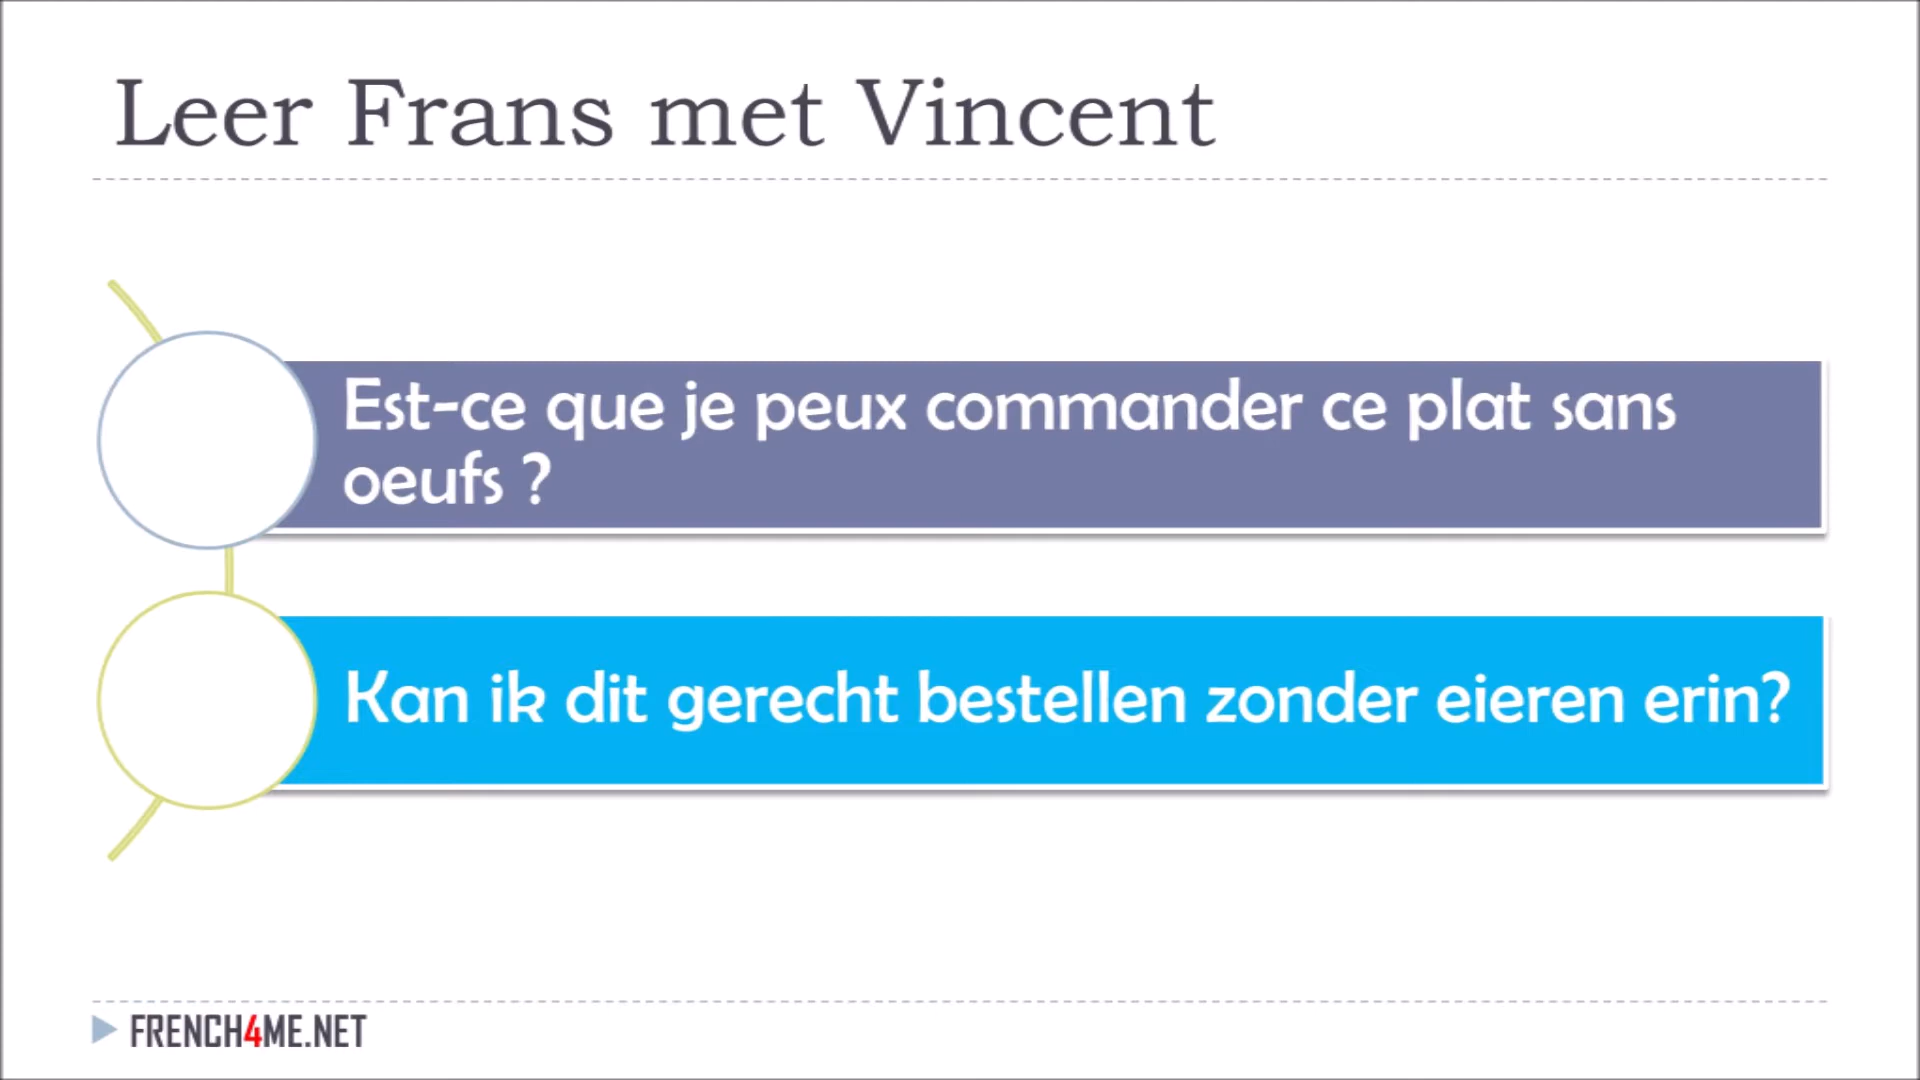 Leer Frans met Vincent
Est-ce que je peux commander ce plat sans
oeufs ?
Kan ik dit gerecht bestellen zonder eieren erin?
FRENCH4ME.NET